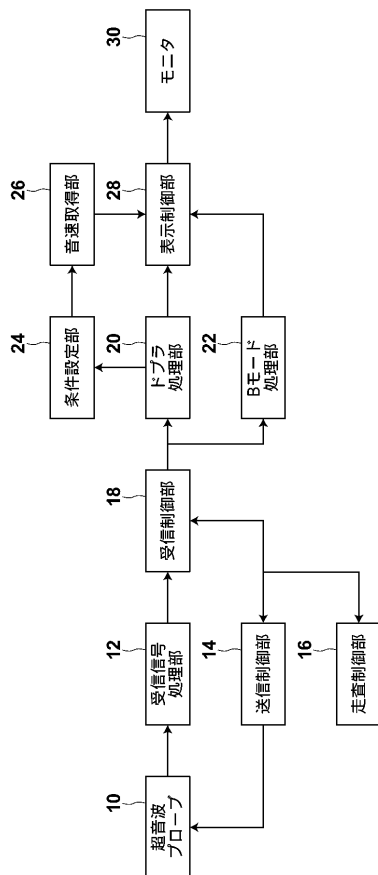 10
超音波
プローブ
12
受信信号
処理部
14
送信制御部
16
走査制御部
18
受信制御部
20
ドプラ
処理部
22
Bモード
処理部
24
条件設定部
26
音速取得部
28
表示制御部
30
モニタ